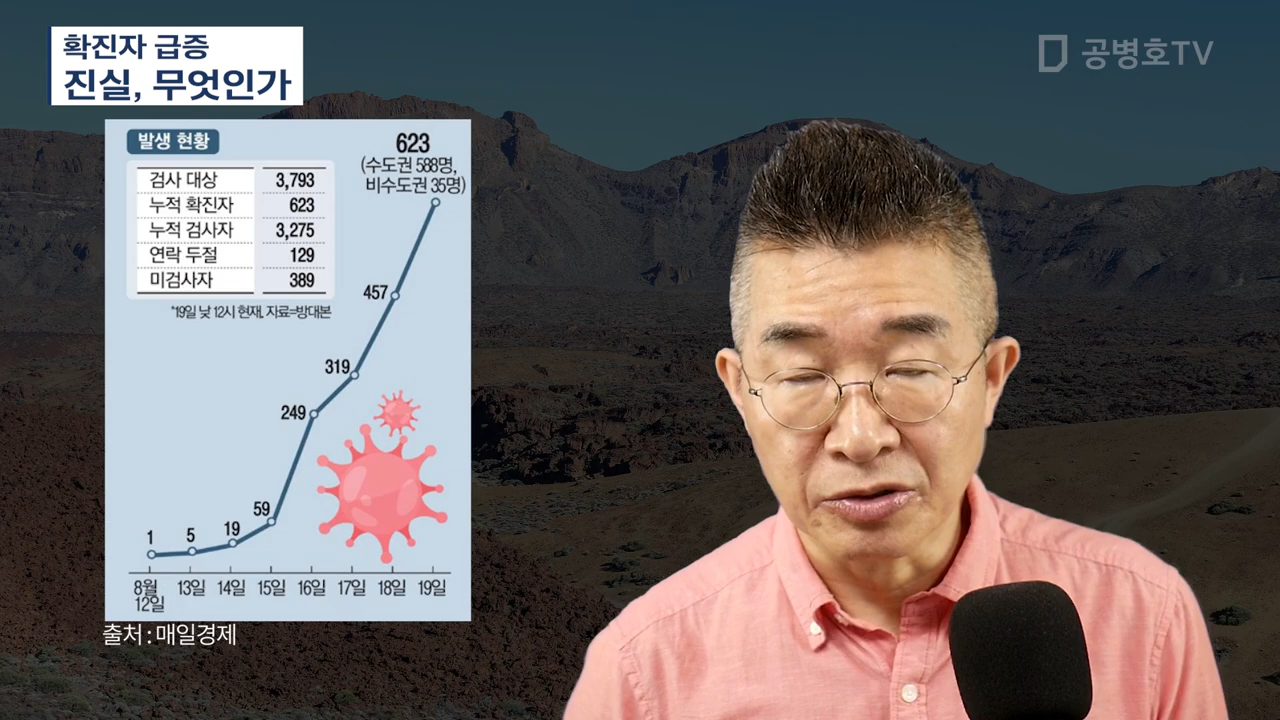 확진자 급증
진실, 무엇인가
공병호TV
발생 현황
검사 대상 3,793
누적 확진자 623
누적 검사자 3,275
연락 두절 129
미검사자 389
*19일 낮 12시 현재, 자료=방대본
623
(수도권 588명,
비수도권 35명)
457
319
249
59
19
5
1
8월 13일 14일 15일 16일 17일 18일 19일
12일
출처 : 매일경제